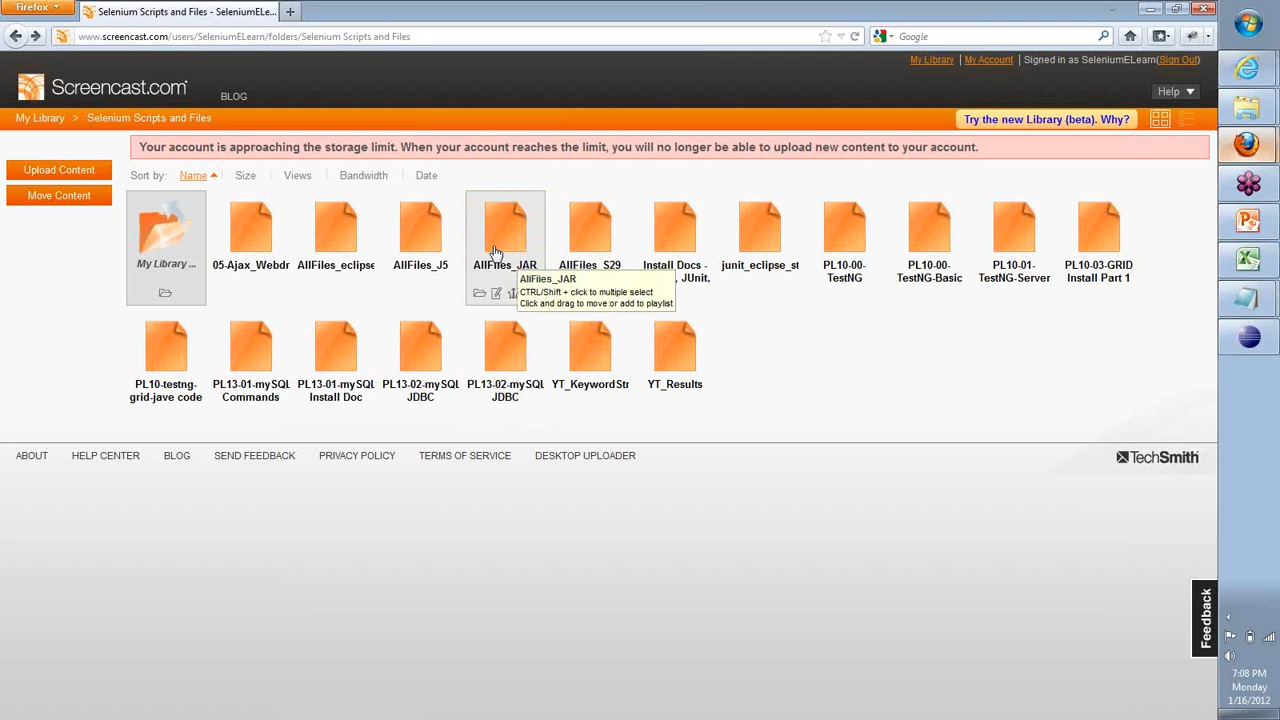 Firefox
Selenium Scripts and Files - SeleniumELe...
www.screencast.com/users/SeleniumELearn/folders/Selenium Scripts and Files
Google
My Library | My Account | Signed in as SeleniumELearn(Sign Out)
Screencast.com
BLOG
Help
My Library > Selenium Scripts and Files
Try the new Library (beta). Why?
Your account is approaching the storage limit. When your account reaches the limit, you will no longer be able to upload new content to your account.
Upload Content
Move Content
Sort by: Name Size Views Bandwidth Date
My Library ...
05-Ajax_Webdr
AllFiles_eclipse
AllFiles_J5
AllFiles_JAR
AllFiles_S29
Install Docs -
, JUnit,
junit_eclipse_st
PL10-00-
TestNG
PL10-00-
TestNG-Basic
PL10-01-
TestNG-Server
PL10-03-GRID
Install Part 1
AllFiles_JAR
CTRL/Shift + click to multiple select
Click and drag to move or add to playlist
PL10-testng-
grid-jave code
PL13-01-mySQL
Commands
PL13-01-mySQL
Install Doc
PL13-02-mySQL
JDBC
PL13-02-mySQL
JDBC
YT_KeywordStr
YT_Results
ABOUT HELP CENTER BLOG SEND FEEDBACK PRIVACY POLICY TERMS OF SERVICE DESKTOP UPLOADER
TechSmith
Feedback
7:08 PM
Monday
1/16/2012